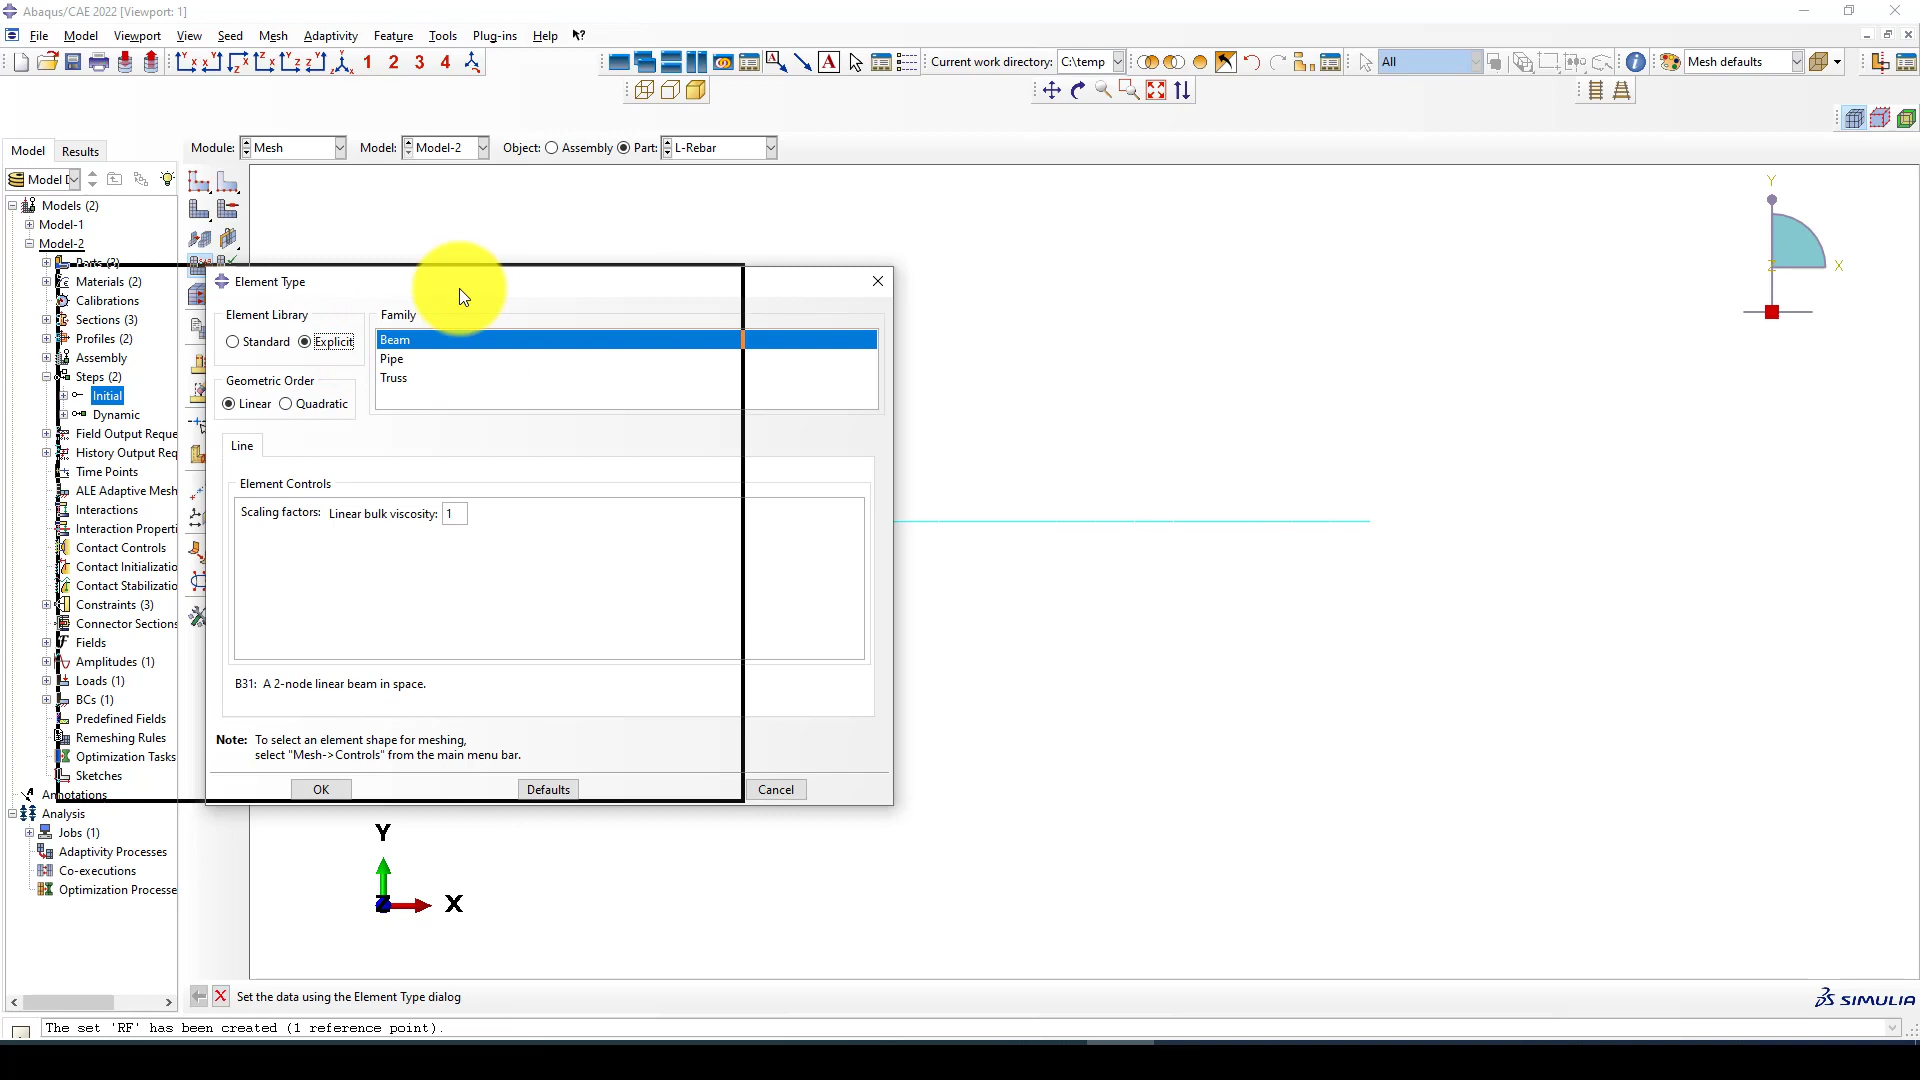 Abaqus/CAE 2022 [Viewport: 1]
File Model Viewport View Seed Mesh Adaptivity Feature Tools Plug-ins Help
1 2 3 4 A Current work directory: C:\temp All Mesh defaults
Model Results
Module: Mesh Model: Model-2 Object: Assembly Part: L-Rebar
Model D
Models (2)
Model-1
Model-2
Parts (3)
Materials (2)
Calibrations
Sections (3)
Profiles (2)
Assembly
Steps (2)
Initial
Dynamic
Field Output Reque
History Output Req
Time Points
ALE Adaptive Mesh
Interactions
Interaction Properti
Contact Controls
Contact Initializatio
Contact Stabilizatio
Constraints (3)
Connector Sections
Fields
Amplitudes (1)
Loads (1)
BCs (1)
Predefined Fields
Remeshing Rules
Optimization Tasks
Sketches
Annotations
Analysis
Jobs (1)
Adaptivity Processes
Co-executions
Optimization Processe
Element Type
Element Library
Standard Explicit
Geometric Order
Linear Quadratic
Family
Beam
Pipe
Truss
Line
Element Controls
Scaling factors: Linear bulk viscosity: 1
B31: A 2-node linear beam in space.
Note: To select an element shape for meshing,
select "Mesh->Controls" from the main menu bar.
OK Defaults Cancel
Y
X
Z
Y
X
Z
Set the data using the Element Type dialog
SIMULIA
The set 'RF' has been created (1 reference point).